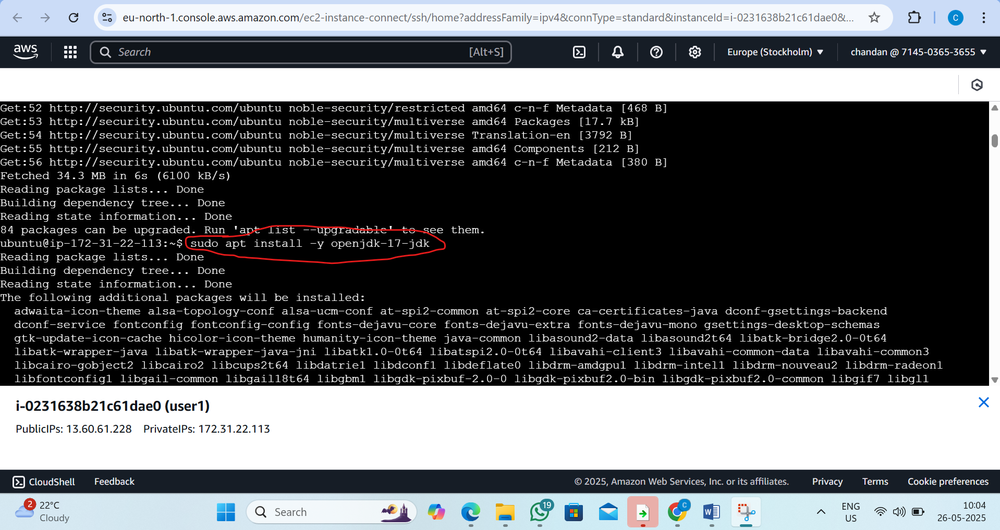 eu-north-1.console.aws.amazon.com/ec2-instance-connect/ssh/home?addressFamily=ipv4&connType=standard&instanceId=i-0231638b21c61dae0&...
C
aws
Search
[Alt+S]
Europe (Stockholm)
chandan @ 7145-0365-3655
Get:52 http://security.ubuntu.com/ubuntu noble-security/restricted amd64 c-n-f Metadata [468 B]
Get:53 http://security.ubuntu.com/ubuntu noble-security/multiverse amd64 Packages [17.7 kB]
Get:54 http://security.ubuntu.com/ubuntu noble-security/multiverse Translation-en [3792 B]
Get:55 http://security.ubuntu.com/ubuntu noble-security/multiverse amd64 Components [212 B]
Get:56 http://security.ubuntu.com/ubuntu noble-security/multiverse amd64 c-n-f Metadata [380 B]
Fetched 34.3 MB in 6s (6100 kB/s)
Reading package lists... Done
Building dependency tree... Done
Reading state information... Done
84 packages can be upgraded. Run 'apt list --upgradable' to see them.
ubuntu@ip-172-31-22-113:~$ sudo apt install -y openjdk-17-jdk
Reading package lists... Done
Building dependency tree... Done
Reading state information... Done
The following additional packages will be installed:
adwaita-icon-theme alsa-topology-conf alsa-ucm-conf at-spi2-common at-spi2-core ca-certificates-java dconf-gsettings-backend
dconf-service fontconfig fontconfig-config fonts-dejavu-core fonts-dejavu-extra fonts-dejavu-mono gsettings-desktop-schemas
gtk-update-icon-cache hicolor-icon-theme humanity-icon-theme java-common libasound2-data libasound2t64 libatk-bridge2.0-0t64
libatk-wrapper-java libatk-wrapper-java-jni libatk1.0-0t64 libatspi2.0-0t64 libavahi-client3 libavahi-common-data libavahi-common3
libcairo-gobject2 libcairo2 libcups2t64 libdatrie1 libdconf1 libdeflate0 libdrm-amdgpu1 libdrm-intel1 libdrm-nouveau2 libdrm-radeon1
libfontconfig1 libgail-common libgail18t64 libgbm1 libgdk-pixbuf-2.0-0 libgdk-pixbuf2.0-bin libgdk-pixbuf2.0-common libgif7 libgl1
i-0231638b21c61dae0 (user1)
PublicIPs: 13.60.61.228 PrivateIPs: 172.31.22.113
CloudShell
Feedback
© 2025, Amazon Web Services, Inc. or its affiliates.
Privacy
Terms
Cookie preferences
2
22°C
Cloudy
Search
19
C
ENG
US
10:04
26-05-2025